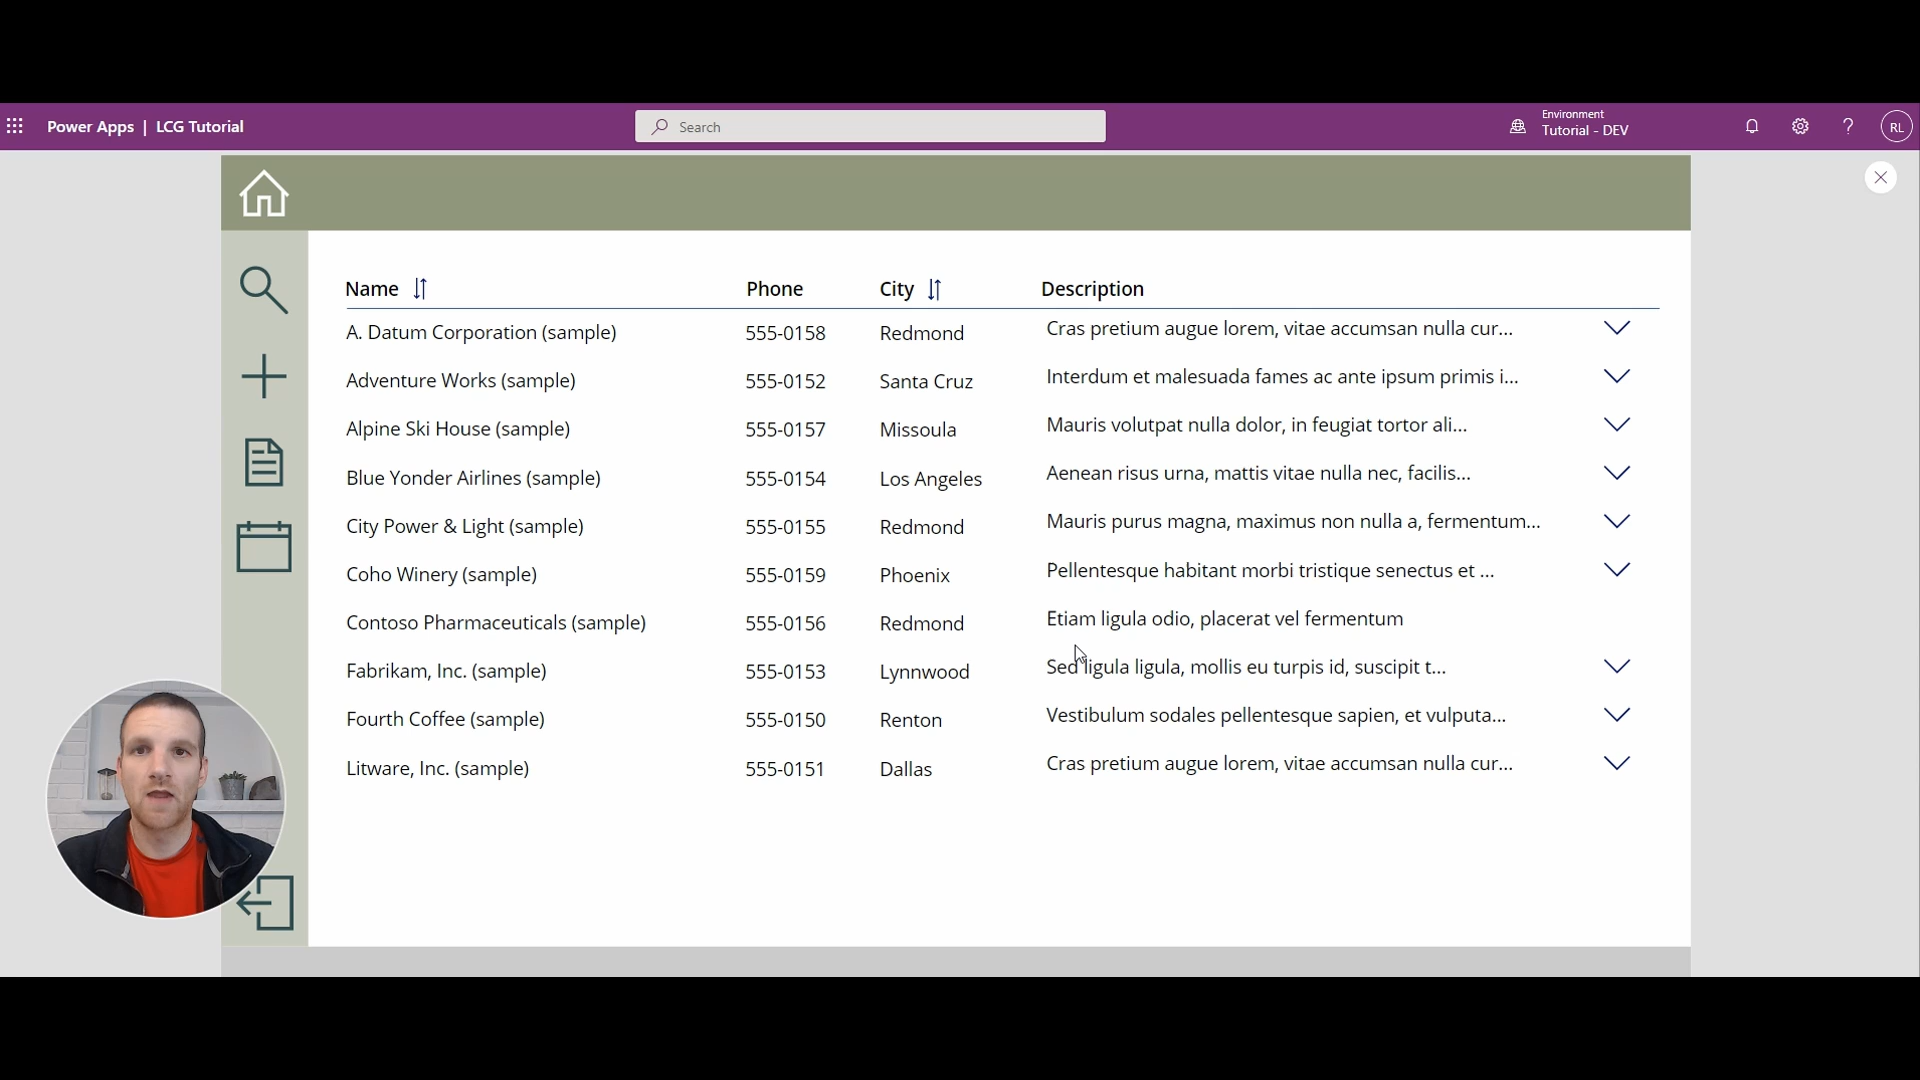 Power Apps | LCG Tutorial
Search
Environment
Tutorial - DEV
?
RL
Name Phone City Description
A. Datum Corporation (sample) 555-0158 Redmond Cras pretium augue lorem, vitae accumsan nulla cur...
Adventure Works (sample) 555-0152 Santa Cruz Interdum et malesuada fames ac ante ipsum primis i...
Alpine Ski House (sample) 555-0157 Missoula Mauris volutpat nulla dolor, in feugiat tortor ali...
Blue Yonder Airlines (sample) 555-0154 Los Angeles Aenean risus urna, mattis vitae nulla nec, facilis...
City Power & Light (sample) 555-0155 Redmond Mauris purus magna, maximus non nulla a, fermentum...
Coho Winery (sample) 555-0159 Phoenix Pellentesque habitant morbi tristique senectus et ...
Contoso Pharmaceuticals (sample) 555-0156 Redmond Etiam ligula odio, placerat vel fermentum
Fabrikam, Inc. (sample) 555-0153 Lynnwood Sed ligula ligula, mollis eu turpis id, suscipit t...
Fourth Coffee (sample) 555-0150 Renton Vestibulum sodales pellentesque sapien, et vulputa...
Litware, Inc. (sample) 555-0151 Dallas Cras pretium augue lorem, vitae accumsan nulla cur...